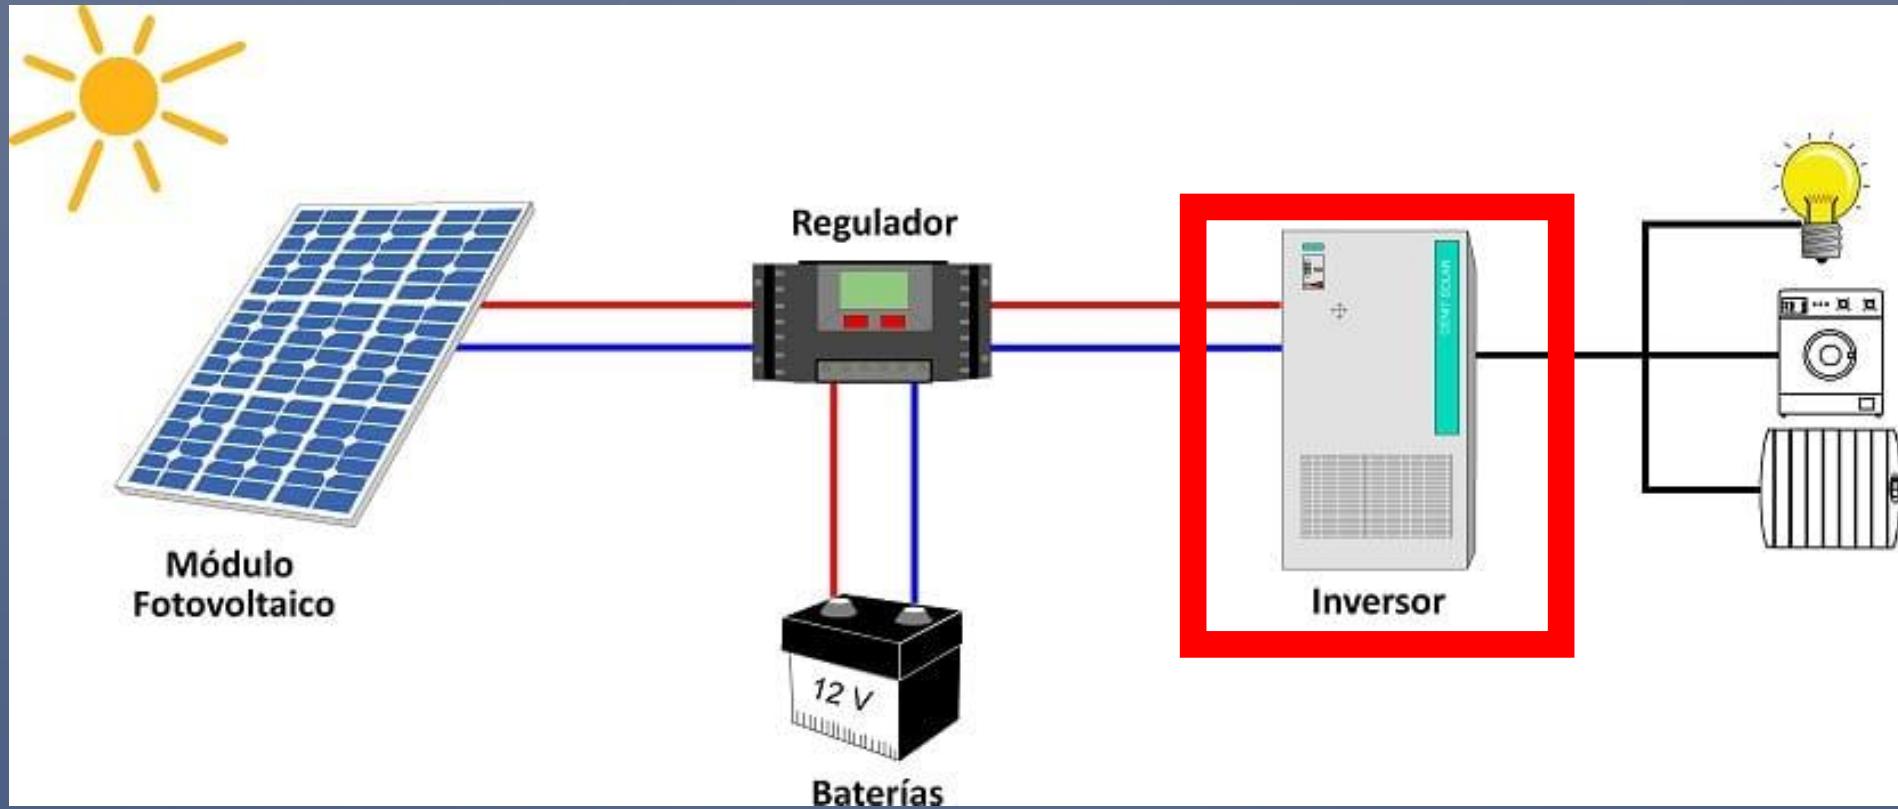 Regulador
Módulo
Fotovoltaico
Inversor
12 V
Baterías